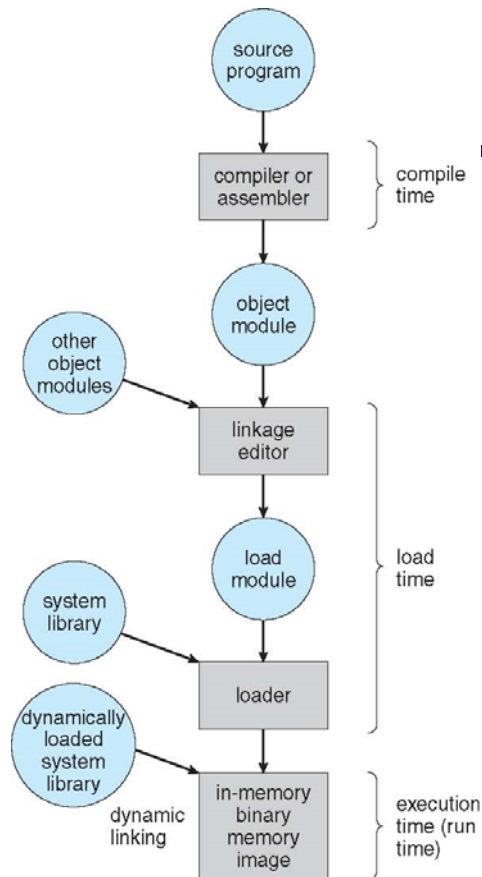 source
program
compiler or
assembler
compile
time
object
module
other
object
modules
linkage
editor
load
module
load
time
system
library
loader
dynamically
loaded
system
library
dynamic
linking
in-memory
binary
memory
image
execution
time (run
time)